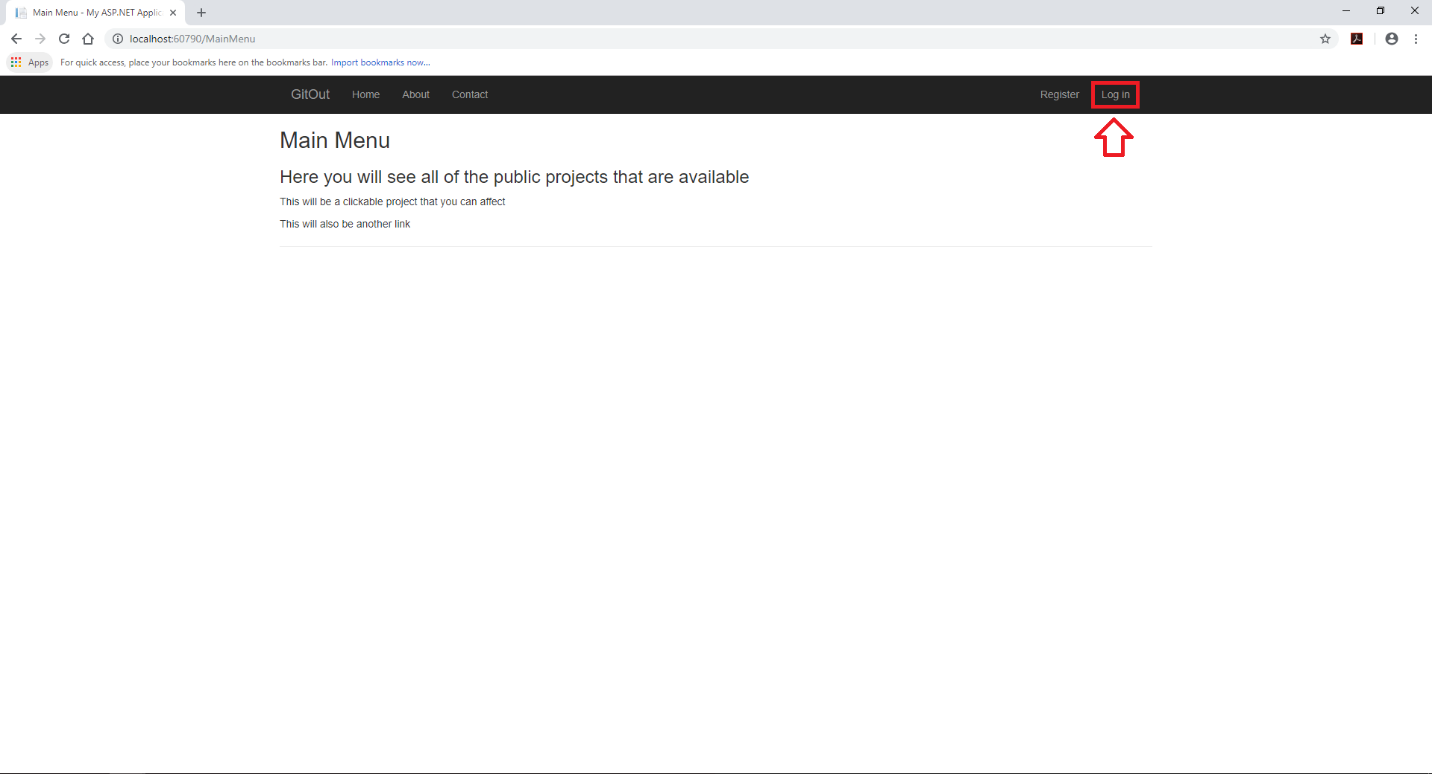 Main Menu - My ASP.NET Applic
localhost:60790/MainMenu
Apps For quick access, place your bookmarks here on the bookmarks bar. Import bookmarks now...
GitOut Home About Contact Register Log in
Main Menu
Here you will see all of the public projects that are available
This will be a clickable project that you can affect
This will also be another link